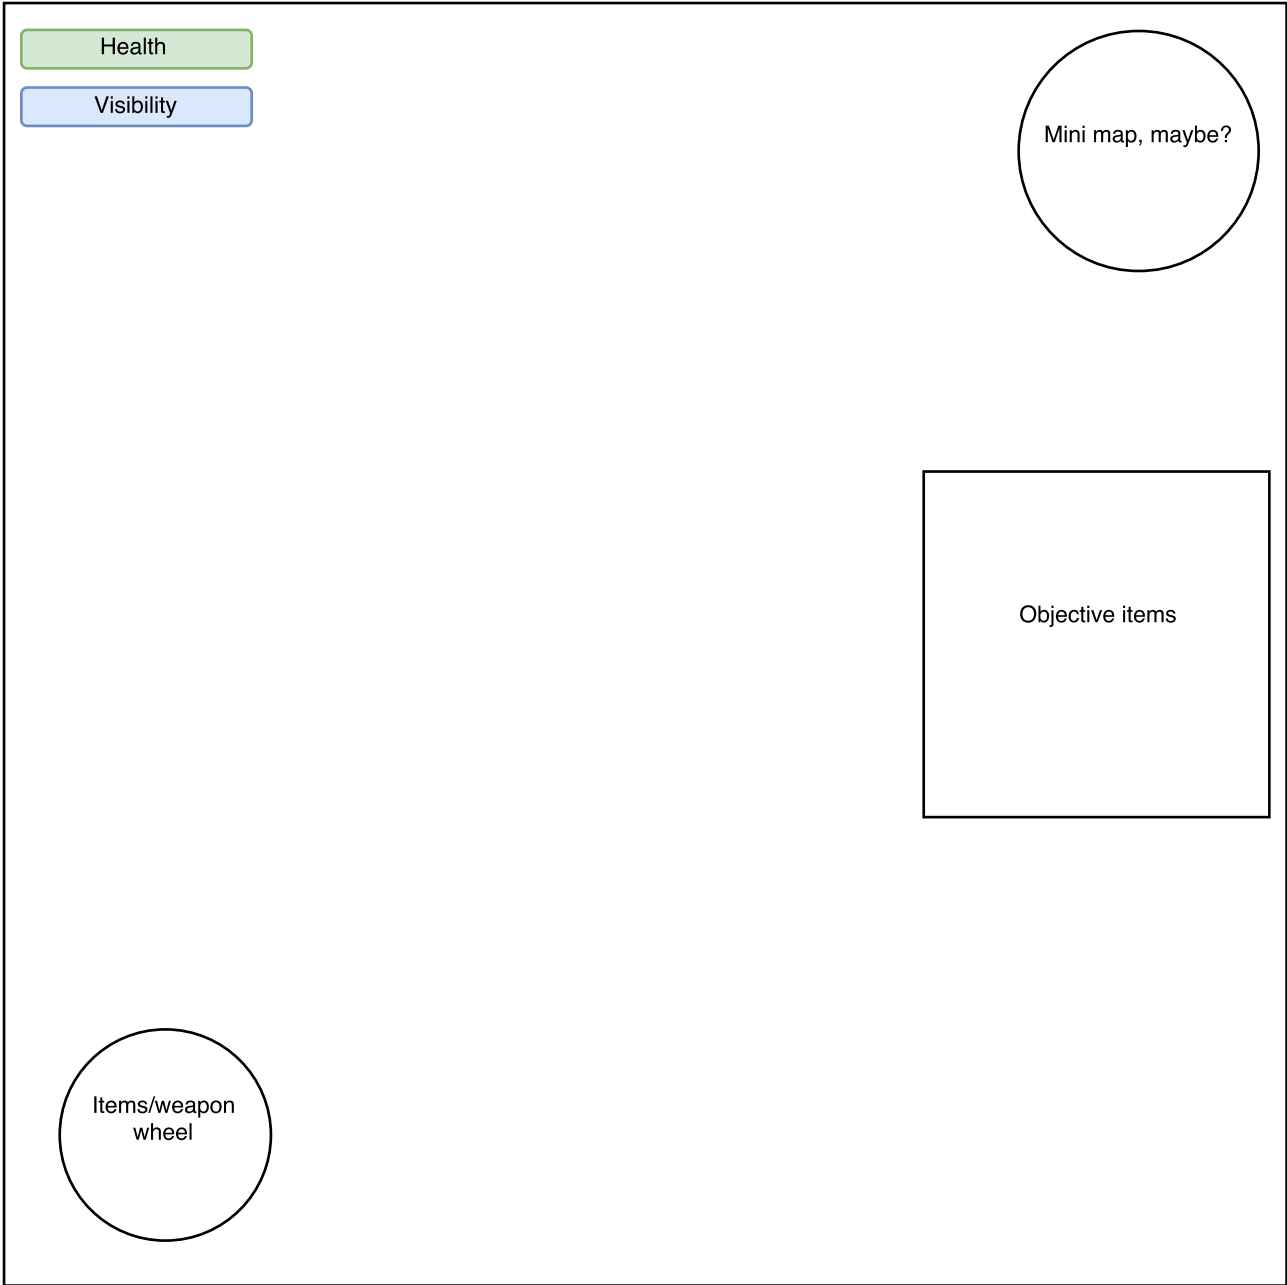 Health
Visibility
Mini map, maybe?
Objective items
Items/weapon
wheel